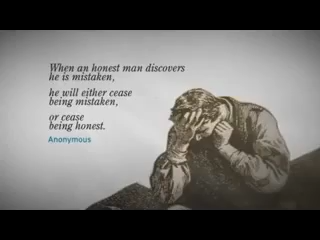 When an honest man discovers
he is mistaken,
he will either cease
being mistaken,
or cease
being honest.
Anonymous